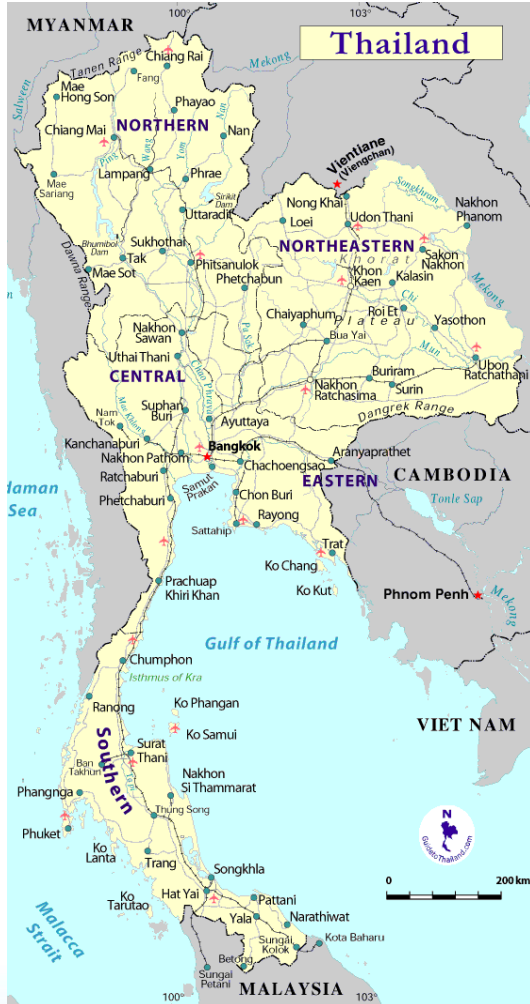 100°
103°
MYANMAR
Thailand
Tanen Range
Chiang Rai
Fang
Mekong
Salween
Mae
Hong Son
Phayao
NORTHERN
Nan
Chiang Mai
Nan
Ping
Wang
Yom
Vientiane
(Viengchan)
Lampang
Phrae
Mae
Sariang
Sirikit
Dam
Songkhram
Nong Khai
Nakhon
Phanom
Uttaradit
Loei
Udon Thani
Bhumibol
Dam
Sukhothai
NORTHEASTERN
Sakon
Nakhon
Tak
Dawna Range
Mae Sot
Phitsanulok
Khorat
Phetchabun
Khon
Kaen
Kalasin
Mekong
Chi
Chaiyaphum
Roi Et
Plateau
Yasothon
Nakhon
Sawan
Pa Sak
Bua Yai
Mun
Uthai Thani
Chao Phraya
CENTRAL
Buriram
Ubon
Ratchathani
Nakhon
Ratchasima
Surin
Suphan
Buri
Dangrek Range
Mae Khlong
Nam
Tok
Ayuttaya
Kanchanaburi
Bangkok
Nakhon Pathom
Aranyaprathet
Chachoengsao
Ratchaburi
EASTERN
CAMBODIA
Samut
Prakan
daman
Sea
Phetchaburi
Chon Buri
Tonle Sap
Rayong
Sattahip
Trat
Ko Chang
Prachuap
Khiri Khan
Ko Kut
Phnom Penh
Mekong
Gulf of Thailand
Chumphon
Isthmus of Kra
Ranong
Ko Phangan
VIET NAM
Ko Samui
Southern
Surat
Thani
Ban
Takhun
Tapi
Nakhon
Si Thammarat
Phangnga
Thung Song
N
GuidetoThailand.com
Phuket
Ko
Lanta
Trang
Songkhla
0
200 km
Ko
Tarutao
Hat Yai
Pattani
Malacca
Strait
Yala
Narathiwat
Sungai
Kolok
Kota Baharu
Betong
Sungai
Petani
MALAYSIA
100°
103°